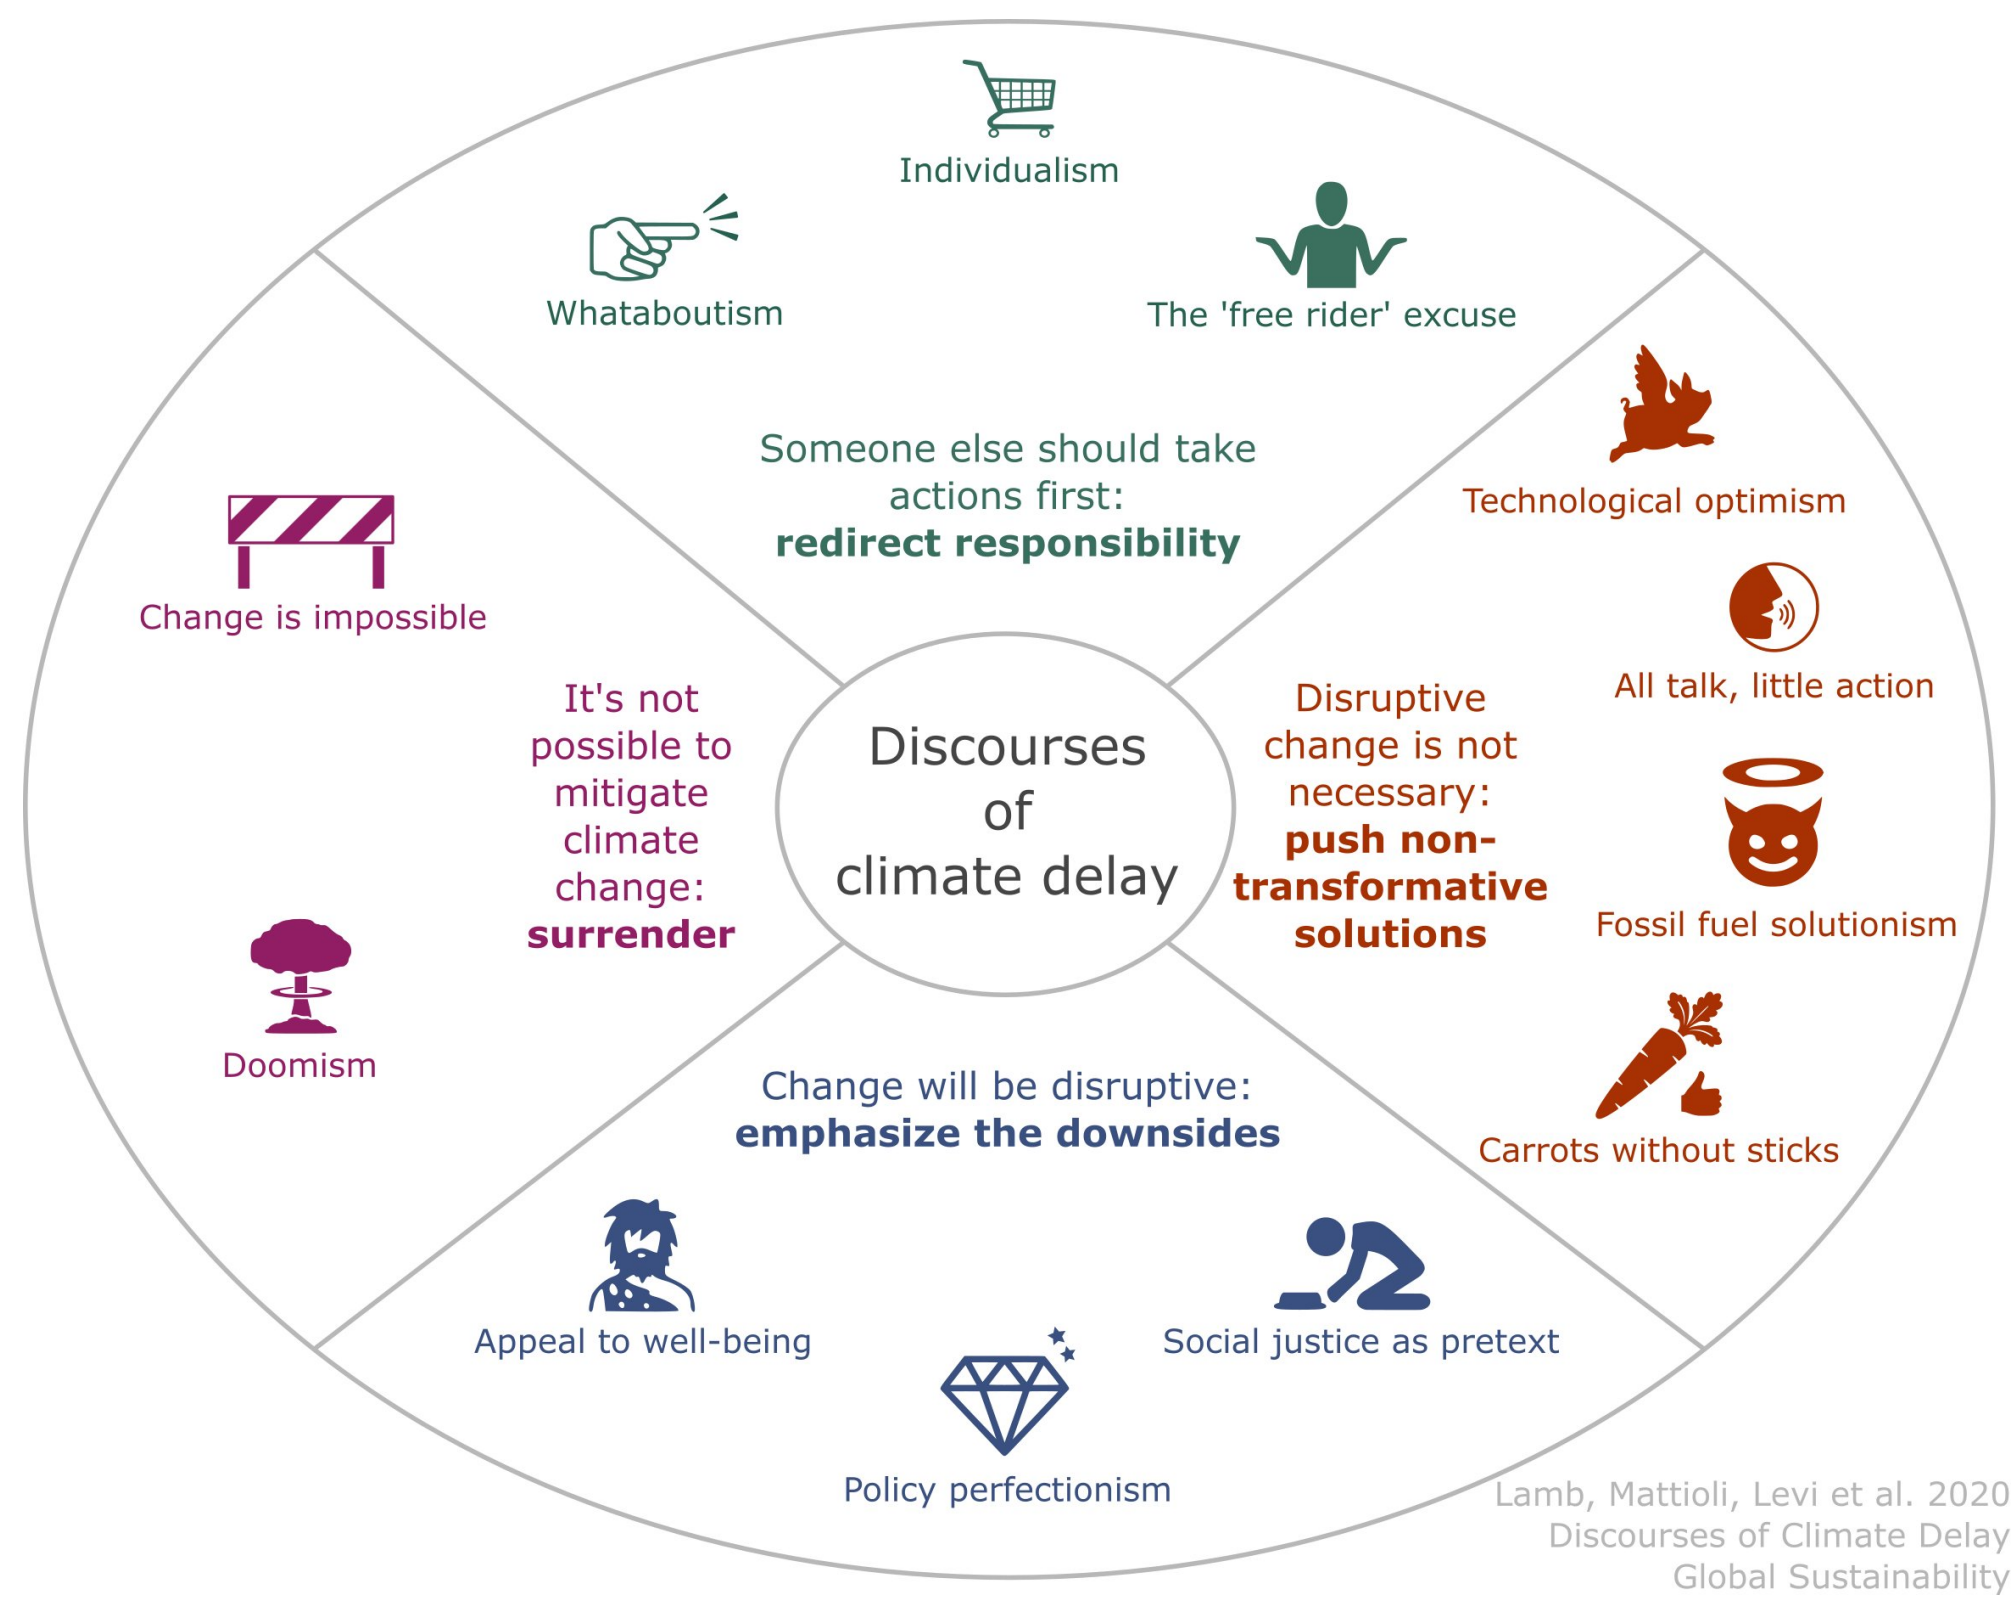 Individualism
Whataboutism
The 'free rider' excuse
Someone else should take
actions first:
redirect responsibility
Technological optimism
All talk, little action
Disruptive
change is not
necessary:
push non-
transformative
solutions
Fossil fuel solutionism
Carrots without sticks
Change is impossible
It's not
possible to
mitigate
climate
change:
surrender
Doomism
Discourses
of
climate delay
Change will be disruptive:
emphasize the downsides
Appeal to well-being
Social justice as pretext
Policy perfectionism
Lamb, Mattioli, Levi et al. 2020
Discourses of Climate Delay
Global Sustainability